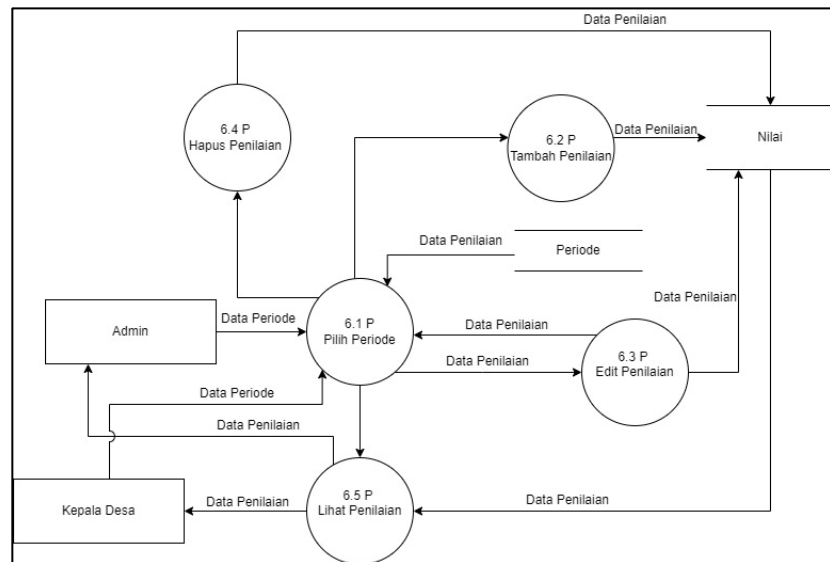 Data Penilaian
6.4 P
Hapus Penilaian
6.2 P
Tambah Penilaian
Data Penilaian
Nilai
Data Penilaian
Periode
Data Penilaian
Admin
Data Periode
6.1 P
Pilih Periode
Data Penilaian
6.3 P
Edit Penilaian
Data Penilaian
Data Periode
Data Penilaian
Kepala Desa
Data Penilaian
6.5 P
Lihat Penilaian
Data Penilaian